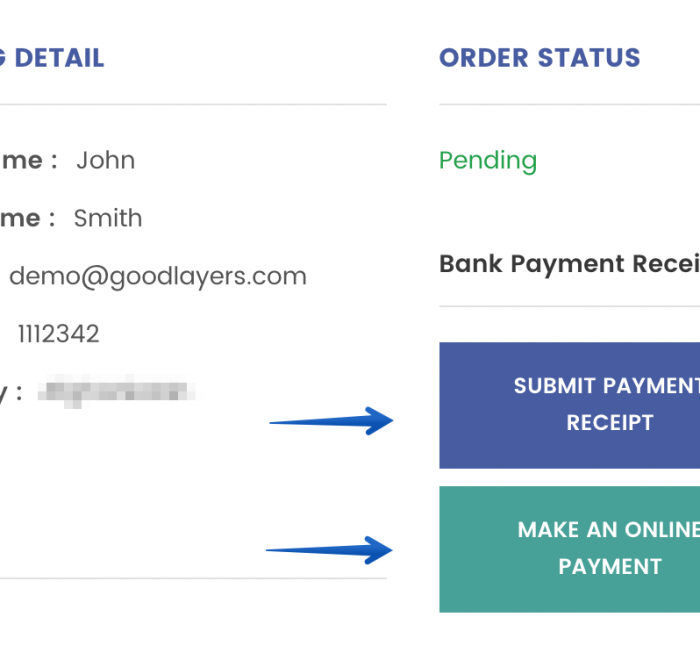 G DETAIL
me : John
me : Smith
demo@goodlayers.com
1112342
y :
ORDER STATUS
Pending
Bank Payment Recei
SUBMIT PAYMENT
RECEIPT
MAKE AN ONLINE
PAYMENT